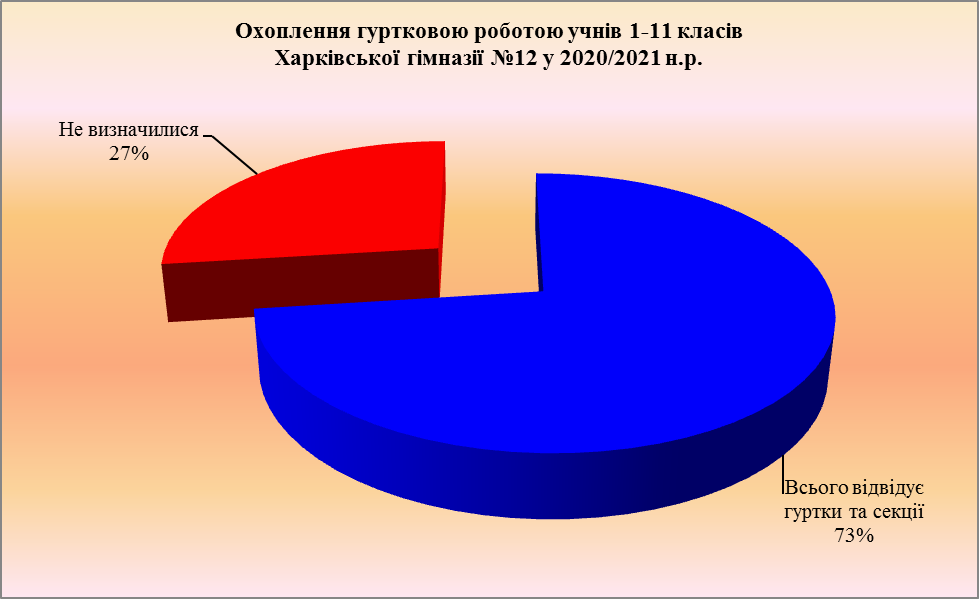 Охоплення гуртковою роботою учнів 1-11 класів
Харківської гімназії №12 у 2020/2021 н.р.
Не визначилися
27%
Всього відвідує
гуртки та секції
73%